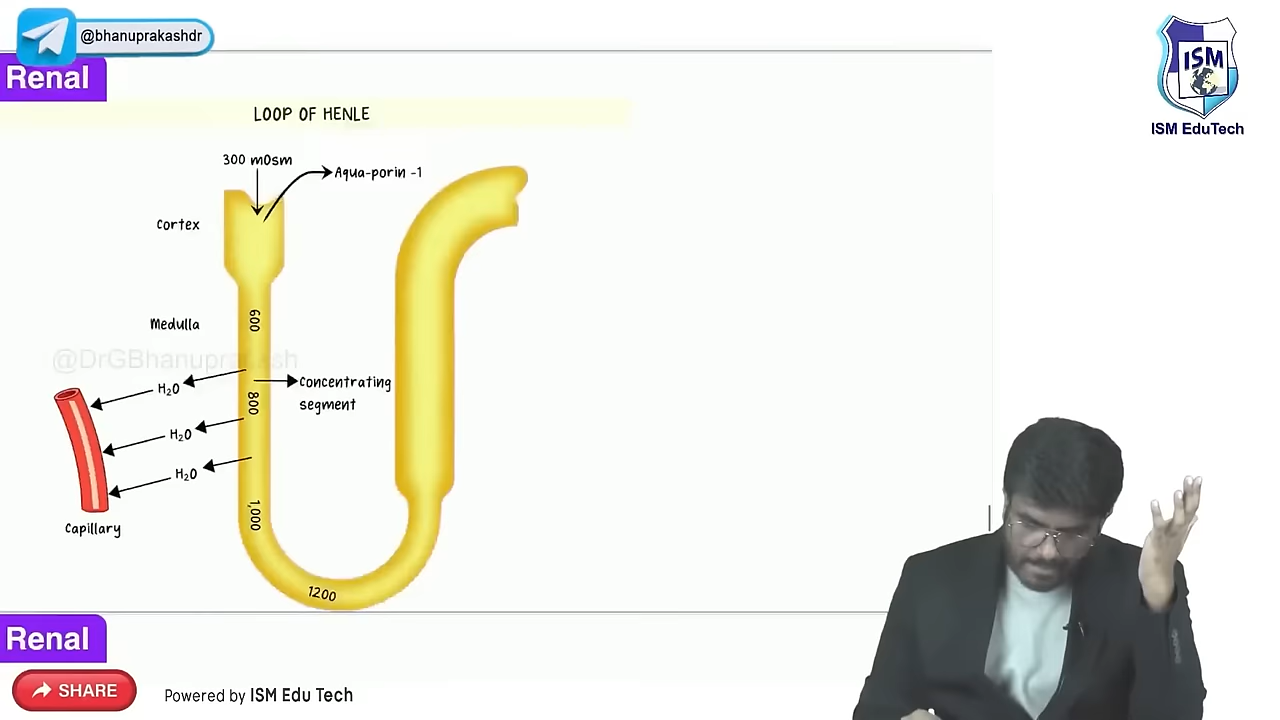 @bhanuprakashdr
Renal
ISM
ISM EduTech
LOOP OF HENLE
300 mOsm
Aqua-porin -1
Cortex
600
Medulla
@DrGBhanuprakash
Concentrating
segment
H₂O
800
H₂O
H₂O
1,000
Capillary
1200
Renal
SHARE
Powered by ISM Edu Tech